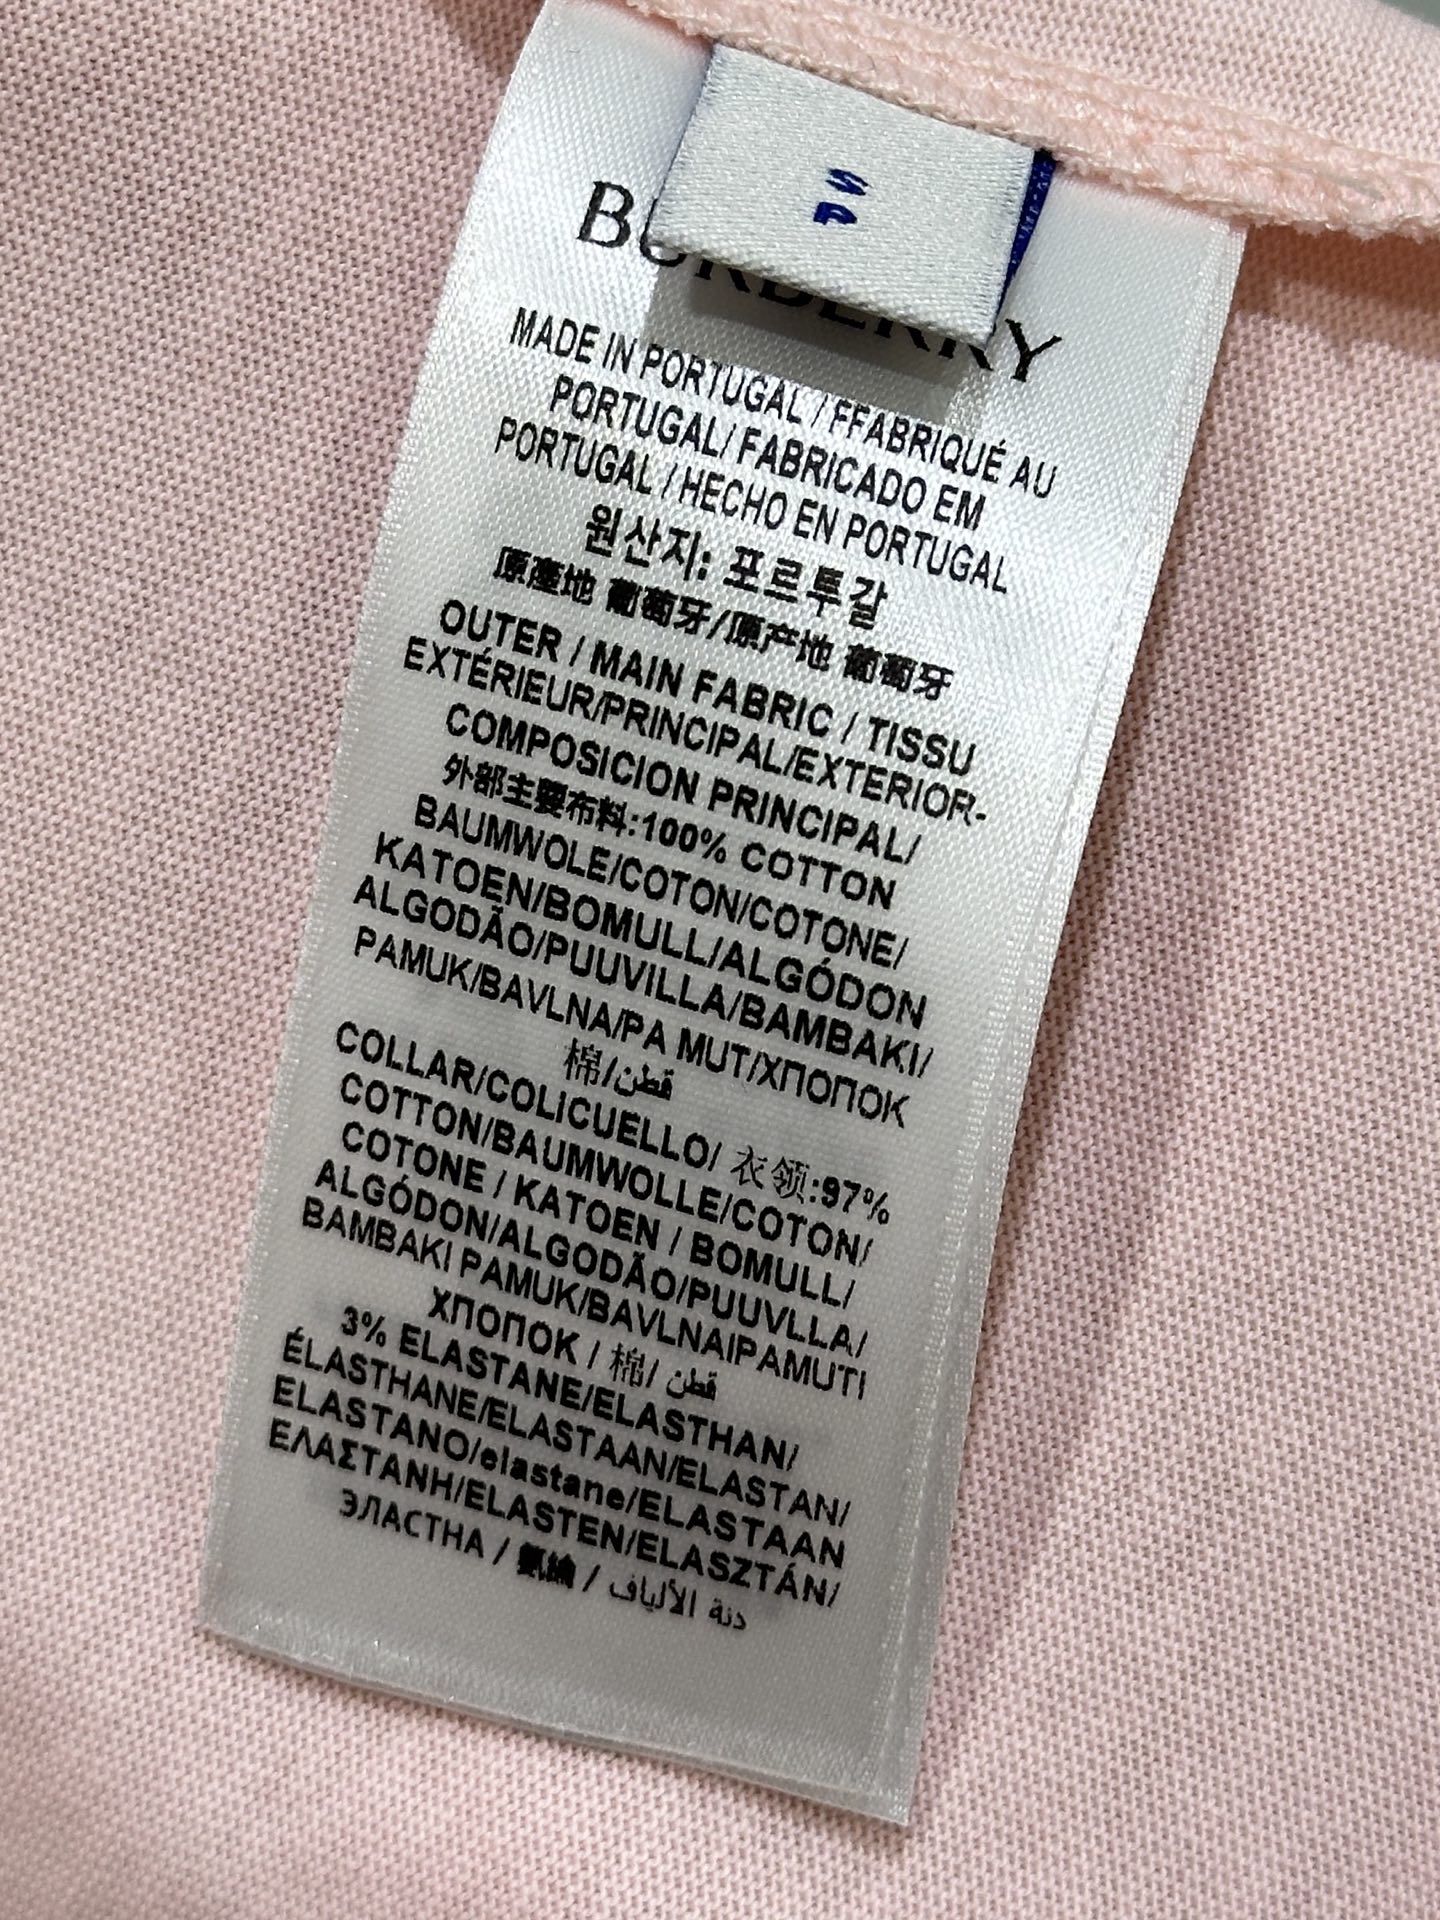 S
P
BURBERRY
MADE IN PORTUGAL / FFABRIQUÉ AU
PORTUGAL/ FABRICADO EM
PORTUGAL / HECHO EN PORTUGAL
원산지: 포르투갈
原產地 葡萄牙/原产地 葡萄牙
OUTER / MAIN FABRIC / TISSU
EXTÉRIEUR/PRINCIPAL/EXTERIOR-
COMPOSICION PRINCIPAL/
外部主要布料:100% COTTON
BAUMWOLE/COTON/COTONE/
KATOEN/BOMULL/ALGÓDON
ALGODÃO/PUUVILLA/BAMBAKI/
PAMUK/BAVLNA/PA MUT/ХПОПОК
棉/قطن
COLLAR/COLICUELLO/ 衣领:97%
COTTON/BAUMWOLLE/COTON/
COTONE / KATOEN / BOMULL/
ALGÓDON/ALGODÃO/PUUVLLA/
BAMBAKI PAMUK/BAVLNAIPAMUTI
ХПОПОК / 棉/ قطن
3% ELASTANE/ELASTHAN/
ÉLASTHANE/ELASTAAN/ELASTAN/
ELASTANO/elastane/ELASTAAN
ΕΛΑΣΤΑΝΗ/ELASTEN/ELASZTÁN/
ЭЛАСТНА / 氨綸 / دنة الألياف